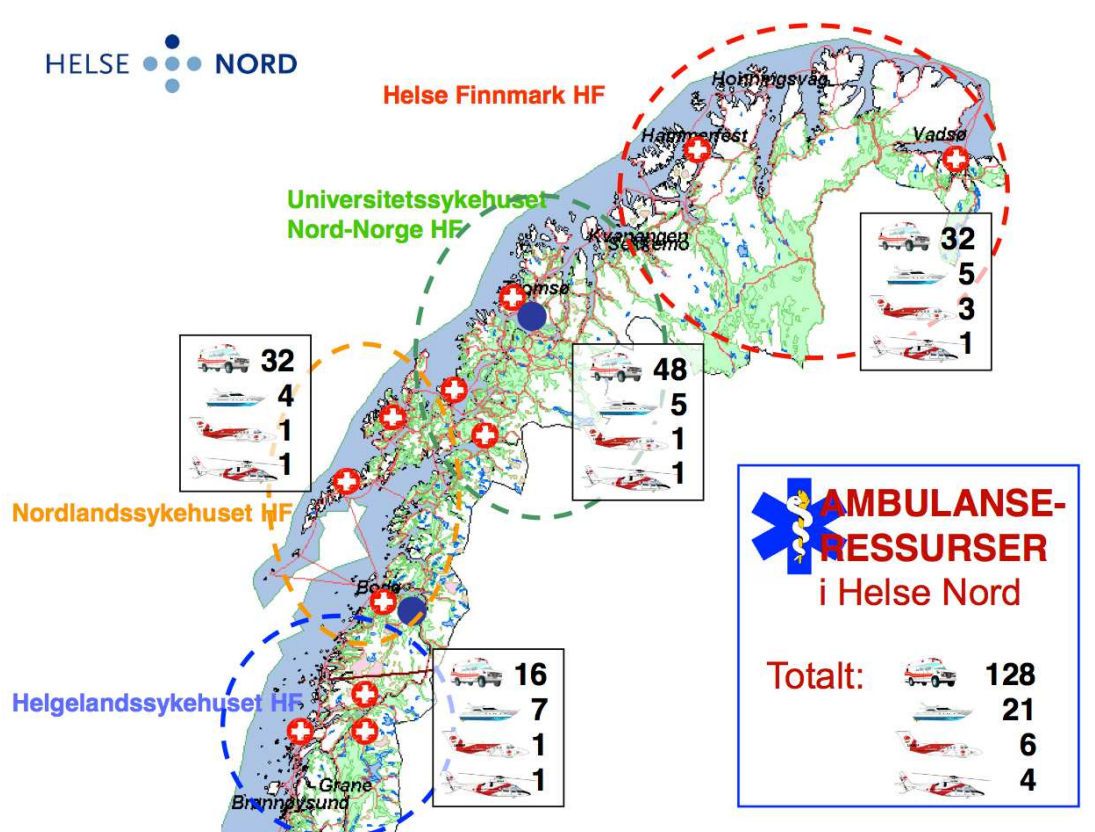 HELSE NORD
Helse Finnmark HF
Honningsvåg
Hammerfest
Vadsø
Universitetssykehuset
Nord-Norge HF
Kvænangen
Tromsø
32
5
3
1
32
4
1
1
48
5
1
1
Nordlandssykehuset HF
Bodø
AMBULANSE-
RESSURSER
i Helse Nord
Helgelandssykehuset HF
16
7
1
1
Totalt:
128
21
6
4
Grane
Brønnøysund